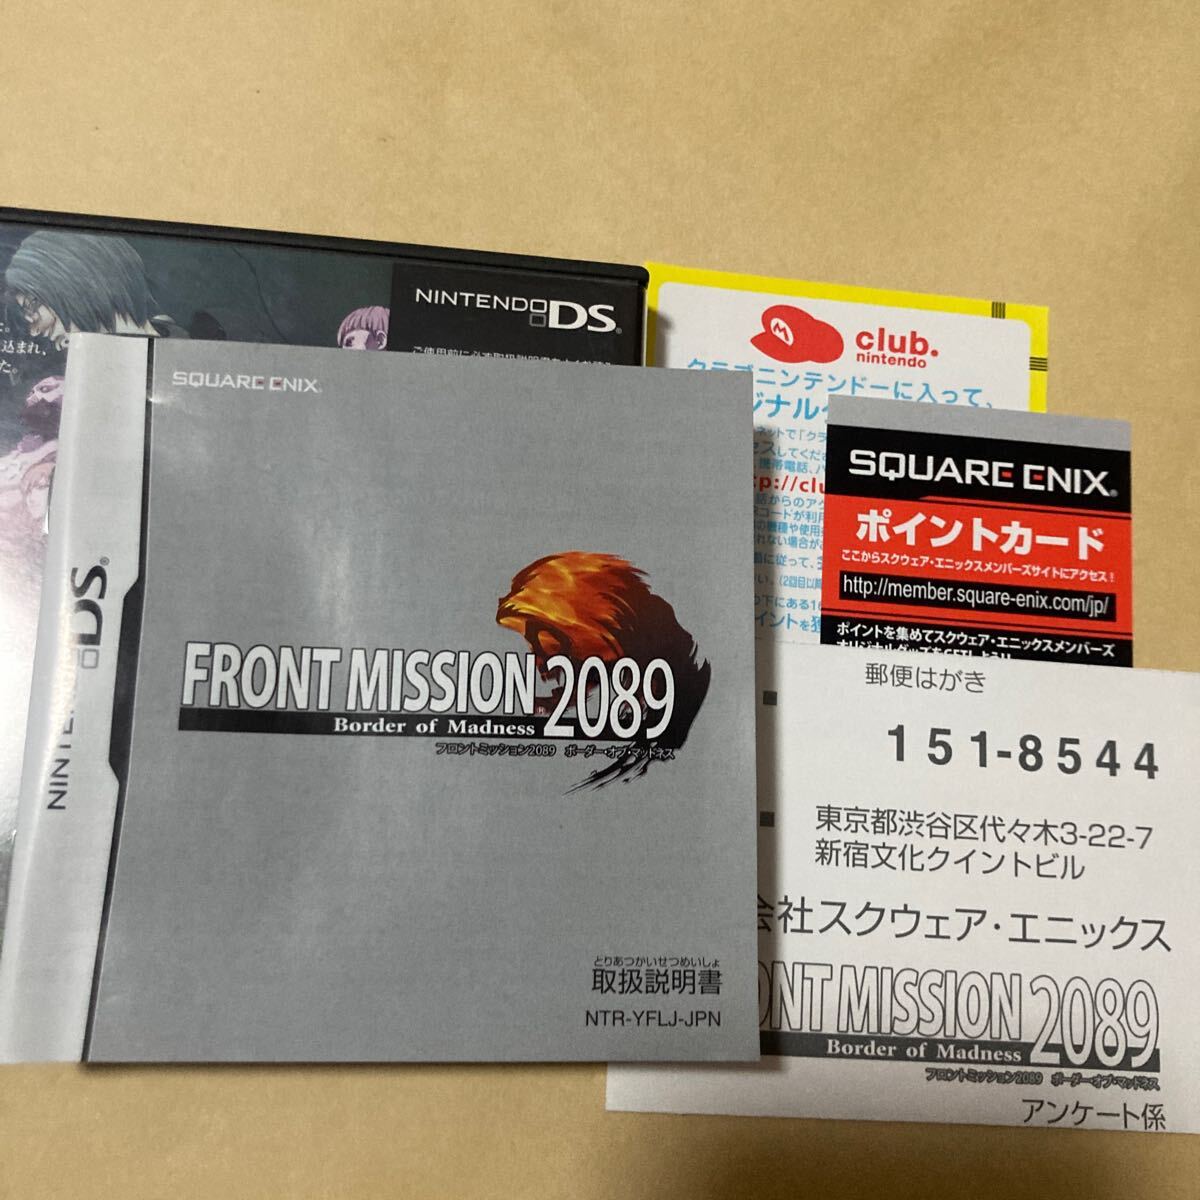 込まれ、
た。
NINTENDO DS
SQUARE ENIX
FRONT MISSION 2089
Border of Madness
フロントミッション2089 ボーダー・オブ・マッドネス
とりあつかいせつめいしょ
取扱説明書
NTR-YFLJ-JPN
DS
club.
nintendo
クラブニンテンドーに入って、
SQUARE ENIX
ポイントカード
ここからスクウェア・エニックスメンバーズサイトにアクセス！
http://member.square-enix.com/jp/
ポイントを集めてスクウェア・エニックスメンバーズ
郵便はがき
151-8544
東京都渋谷区代々木3-22-7
新宿文化クイントビル
会社スクウェア・エニックス
ONT MISSION 2089
Border of Madness
フロントミッション2089 ボーダー・オブ・マッドネス
アンケート係